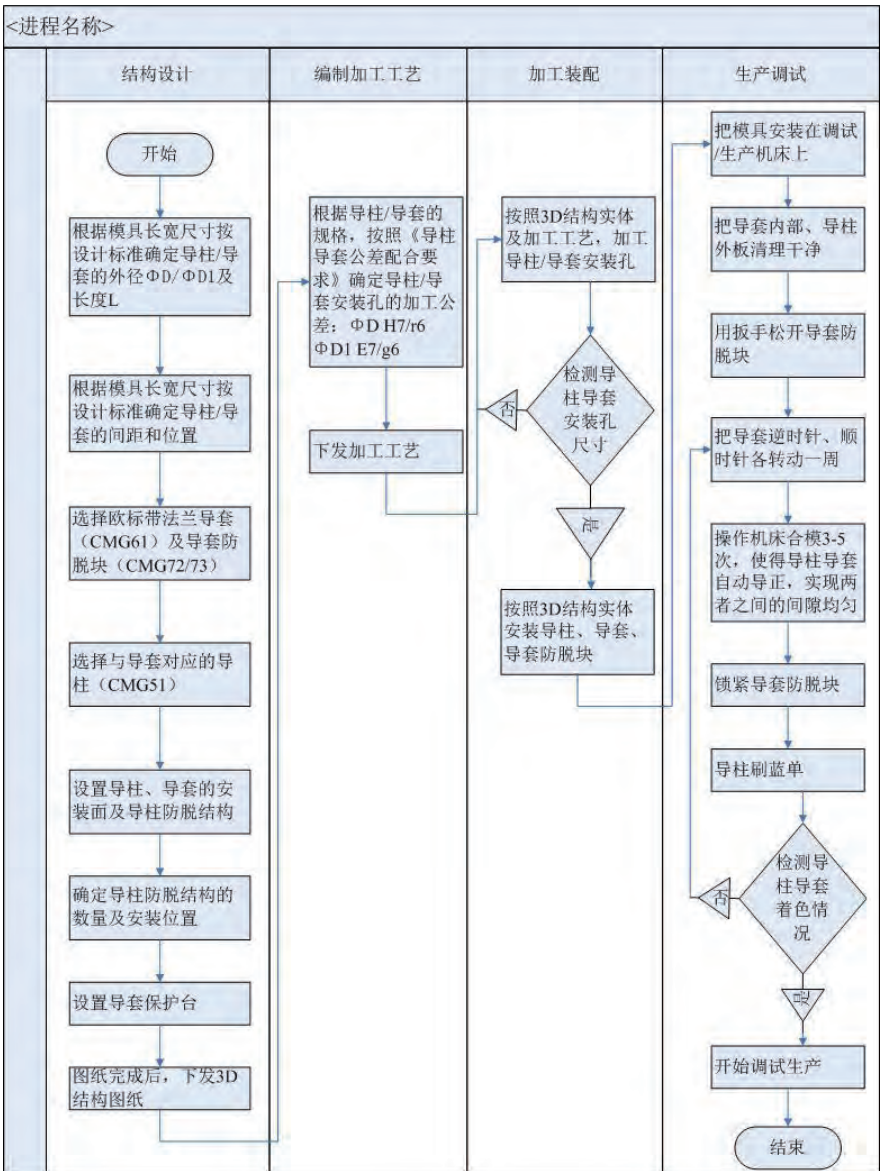 <进程名称>
结构设计
编制加工工艺
加工装配
生产调试
开始
根据模具长宽尺寸按
设计标准确定导柱/导
套的外径ΦD/ΦD1及
长度L
根据模具长宽尺寸按
设计标准确定导柱/导
套的间距和位置
选择欧标带法兰导套
（CMG61）及导套防
脱块（CMG72/73）
选择与导套对应的导
柱（CMG51）
设置导柱、导套的安
装面及导柱防脱结构
确定导柱防脱结构的
数量及安装位置
设置导套保护台
图纸完成后，下发3D
结构图纸
根据导柱/导套的
规格，按照《导柱
导套公差配合要
求》确定导柱/导
套安装孔的加工公
差：ΦD H7/r6
ΦD1 E7/g6
下发加工工艺
按照3D结构实体
及加工工艺，加工
导柱/导套安装孔
检测导
柱导套
安装孔
尺寸
否
是
按照3D结构实体
安装导柱、导套、
导套防脱块
把模具安装在调试
/生产机床上
把导套内部、导柱
外板清理干净
用扳手松开导套防
脱块
把导套逆时针、顺
时针各转动一周
操作机床合模3-5
次，使得导柱导套
自动导正，实现两
者之间的间隙均匀
锁紧导套防脱块
导柱刷蓝单
检测导
柱导套
着色情
况
否
是
开始调试生产
结束